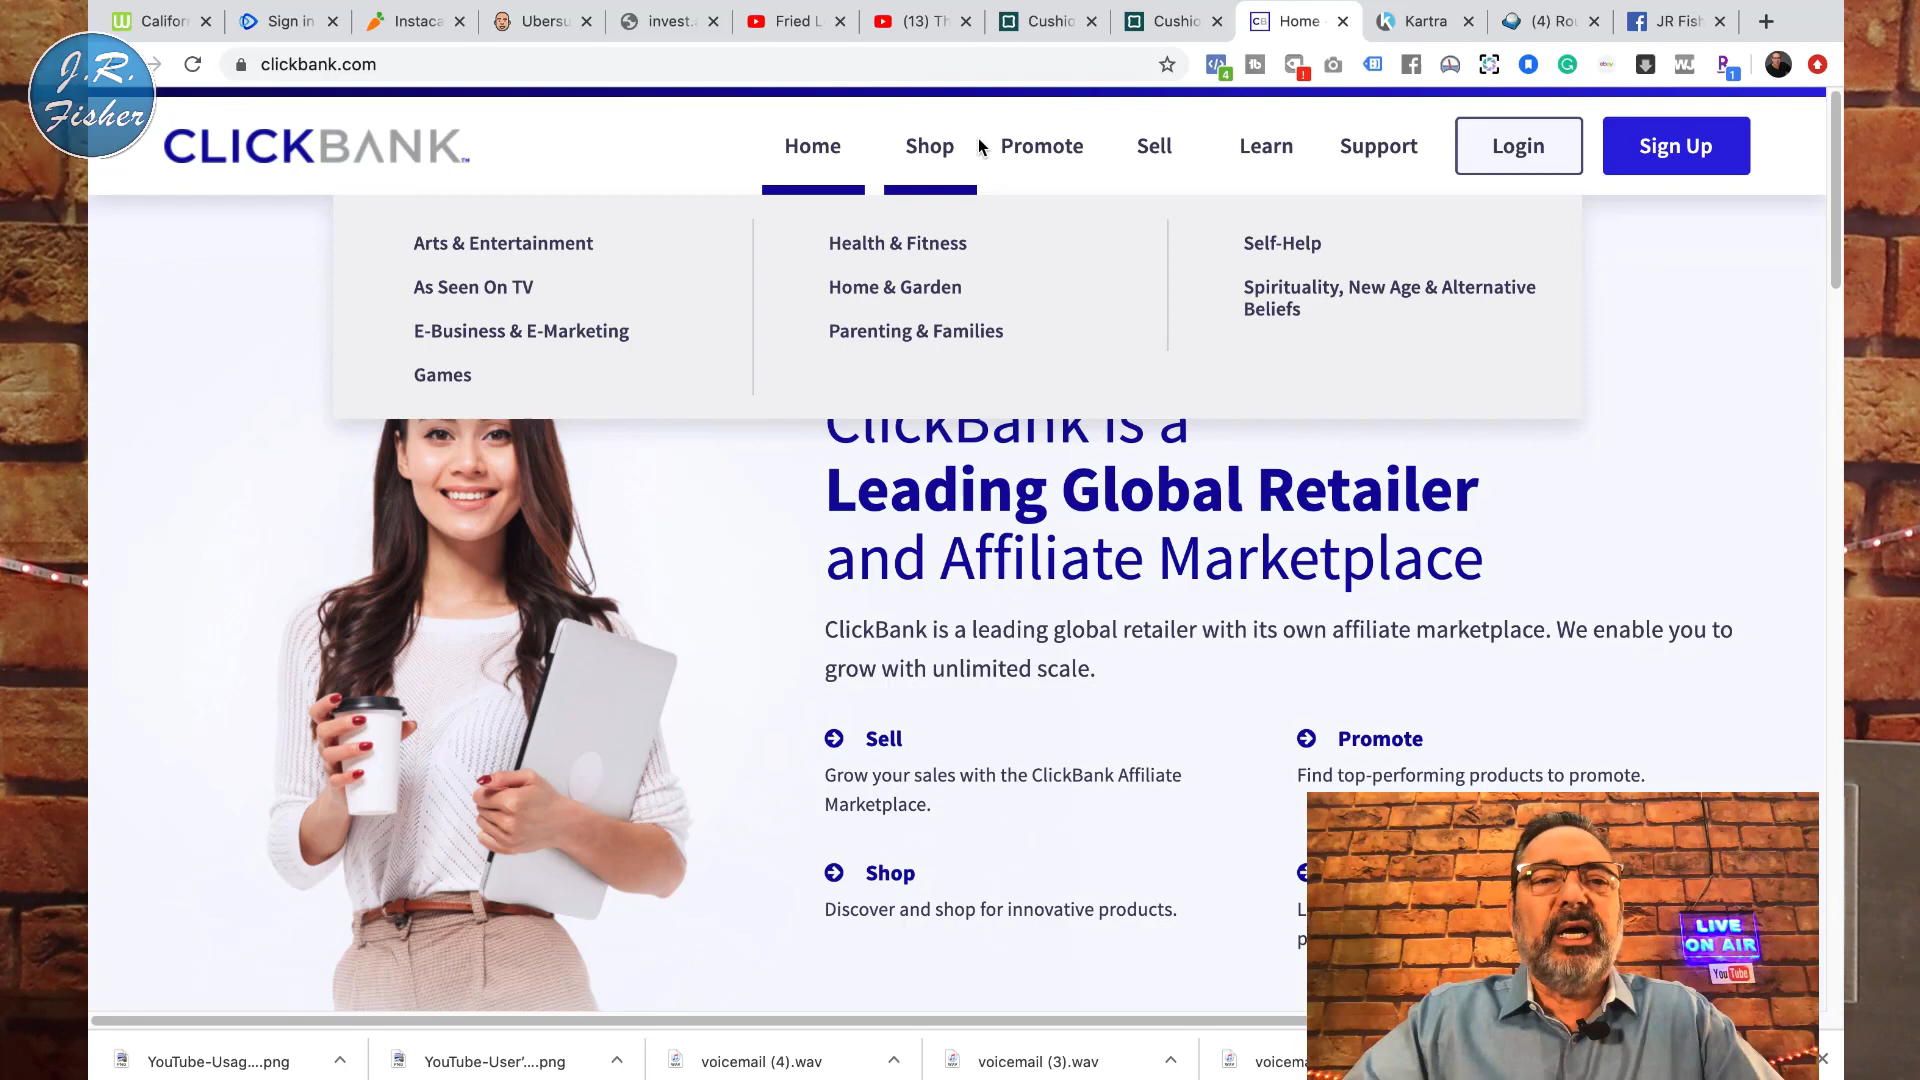 Californ
Sign in
Instaca
Ubersu
invest.a
Fried L
(13) Th
Cushio
Cushio
CB Home
Kartra
(4) Rou
JR Fish
J.R. Fisher
clickbank.com
4
1
CLICKBANK
Home
Shop
Promote
Sell
Learn
Support
Login
Sign Up
Arts & Entertainment
As Seen On TV
E-Business & E-Marketing
Games
Health & Fitness
Home & Garden
Parenting & Families
Self-Help
Spirituality, New Age & Alternative
Beliefs
ClickBank is a
Leading Global Retailer
and Affiliate Marketplace
ClickBank is a leading global retailer with its own affiliate marketplace. We enable you to
grow with unlimited scale.
Sell
Grow your sales with the ClickBank Affiliate
Marketplace.
Promote
Find top-performing products to promote.
Shop
Discover and shop for innovative products.
LIVE
ON AIR
YouTube
YouTube-Usag....png
YouTube-User'....png
voicemail (4).wav
voicemail (3).wav
voicema